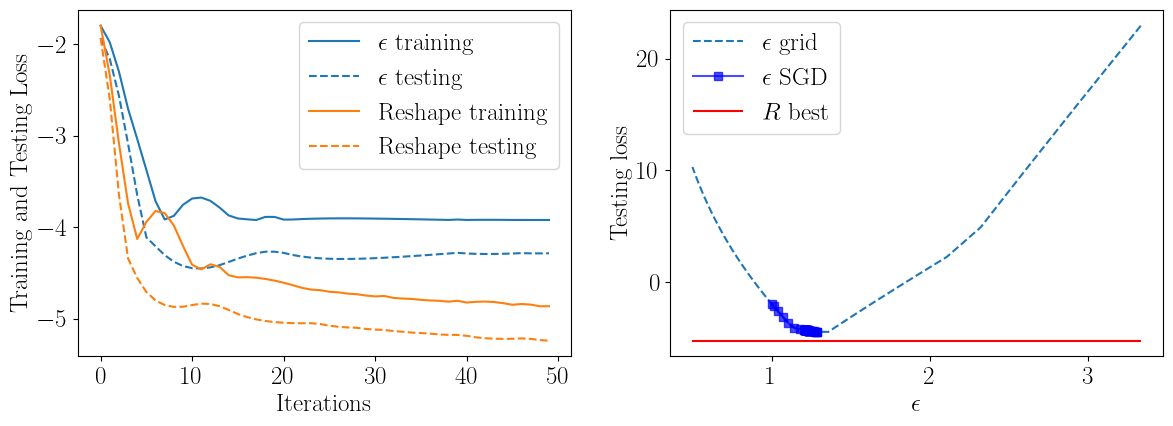 Training and Testing Loss
−2
−3
−4
−5
0
10
20
30
40
50
Iterations
ϵ training
ϵ testing
Reshape training
Reshape testing
Testing loss
20
10
0
1
2
3
ϵ
ϵ grid
ϵ SGD
R best